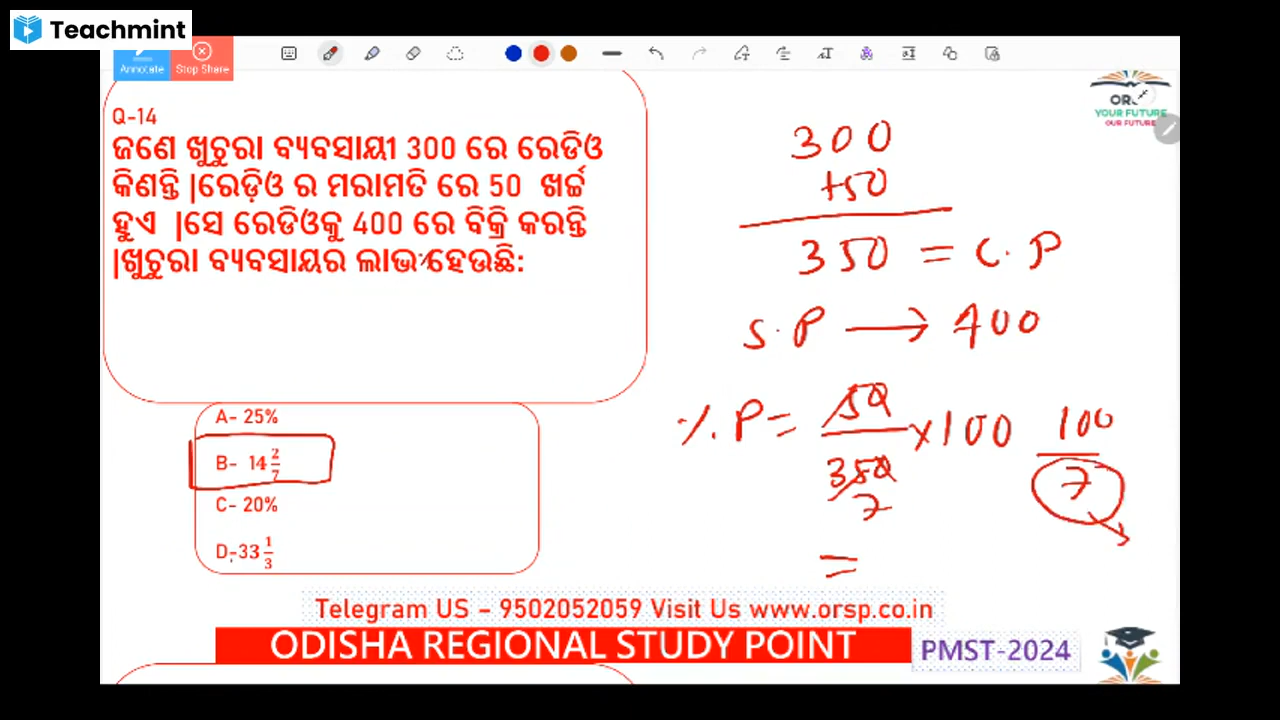 Teachmint
Annotate
Stop Share
YOUR FUTURE
OUR FUTURE
Q-14
ଜଣେ ଖୁଚୁରା ବ୍ୟବସାୟୀ 300 ରେ ରେଡିଓ
କିଣନ୍ତି |ରେଡ଼ିଓ ର ମରାମତି ରେ 50 ଖର୍ଚ୍ଚ
ହୁଏ |ସେ ରେଡିଓକୁ 400 ରେ ବିକ୍ରି କରନ୍ତି
|ଖୁଚୁରା ବ୍ୟବସାୟର ଲାଭ ହେଉଛି:
A- 25%
B- 14 2/7
C- 20%
D-33 1/3
300
+50
350 = C.P
S.P → 400
%.P = 50/350 ×100 100/7
7
=
Telegram US – 9502052059 Visit Us www.orsp.co.in
ODISHA REGIONAL STUDY POINT
PMST-2024